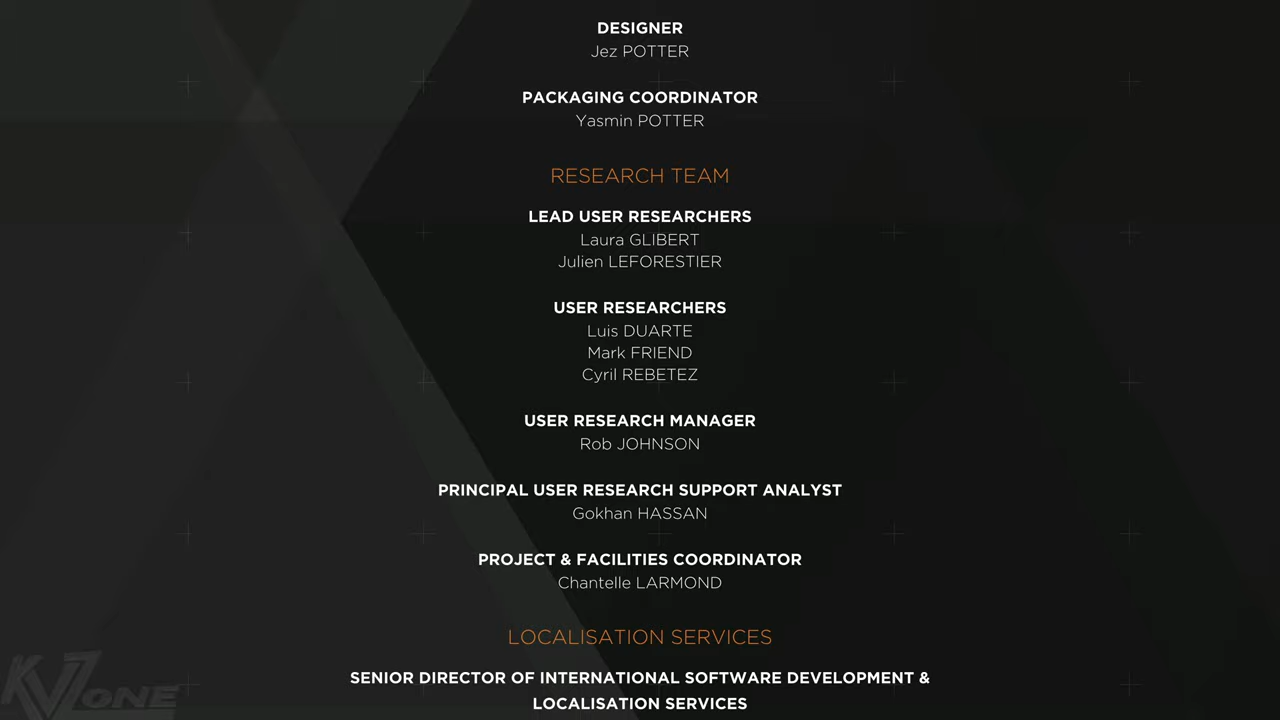 DESIGNER
Jez POTTER
PACKAGING COORDINATOR
Yasmin POTTER
RESEARCH TEAM
LEAD USER RESEARCHERS
Laura GLIBERT
Julien LEFORESTIER
USER RESEARCHERS
Luis DUARTE
Mark FRIEND
Cyril REBETEZ
USER RESEARCH MANAGER
Rob JOHNSON
PRINCIPAL USER RESEARCH SUPPORT ANALYST
Gokhan HASSAN
PROJECT & FACILITIES COORDINATOR
Chantelle LARMOND
LOCALISATION SERVICES
SENIOR DIRECTOR OF INTERNATIONAL SOFTWARE DEVELOPMENT &
LOCALISATION SERVICES
KVZONE